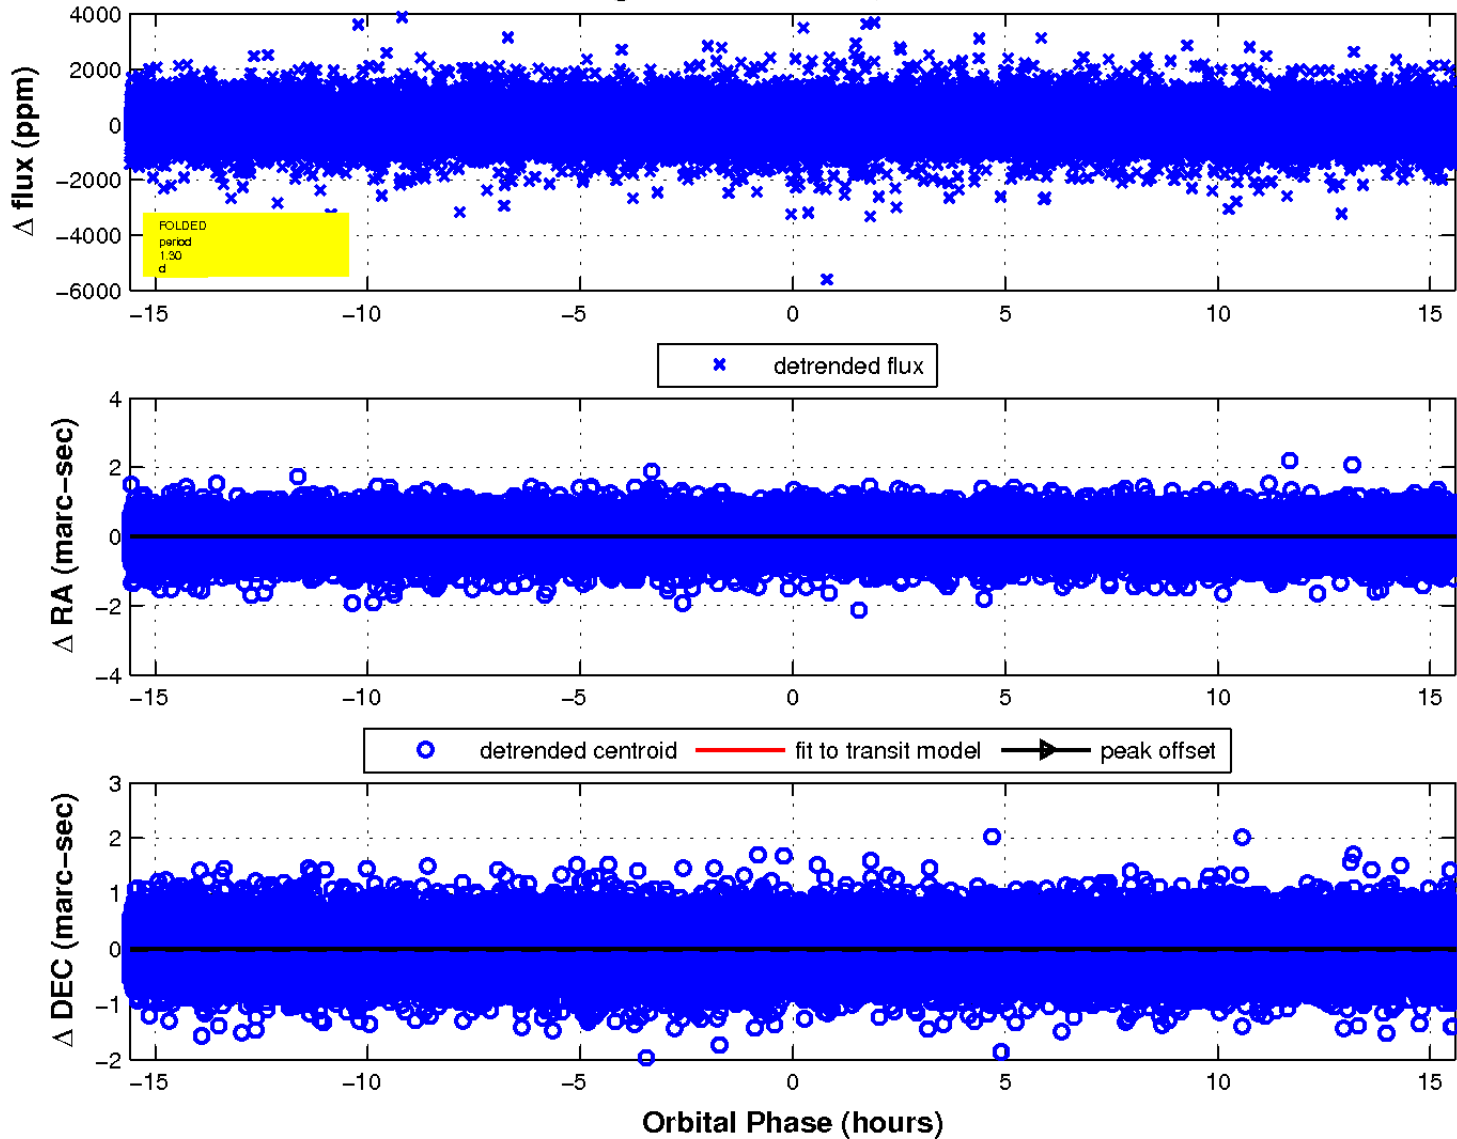 4000
2000
0
−2000
−4000
−6000
Δ flux (ppm)
FOLDED
period
1.30
d
−15 −10 −5 0 5 10 15
detrended flux
4
2
0
−2
−4
Δ RA (marc−sec)
−15 −10 −5 0 5 10 15
detrended centroid fit to transit model peak offset
3
2
1
0
−1
−2
Δ DEC (marc−sec)
−15 −10 −5 0 5 10 15
Orbital Phase (hours)